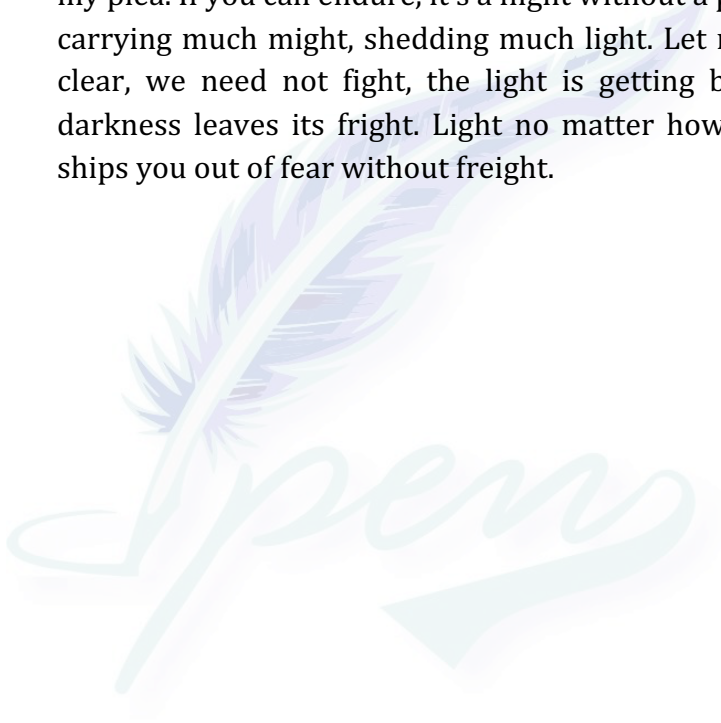 my plea. If you can endure, it's a night without a
carrying much might, shedding much light. Let
clear, we need not fight, the light is getting
darkness leaves its fright. Light no matter how
ships you out of fear without freight.
pen